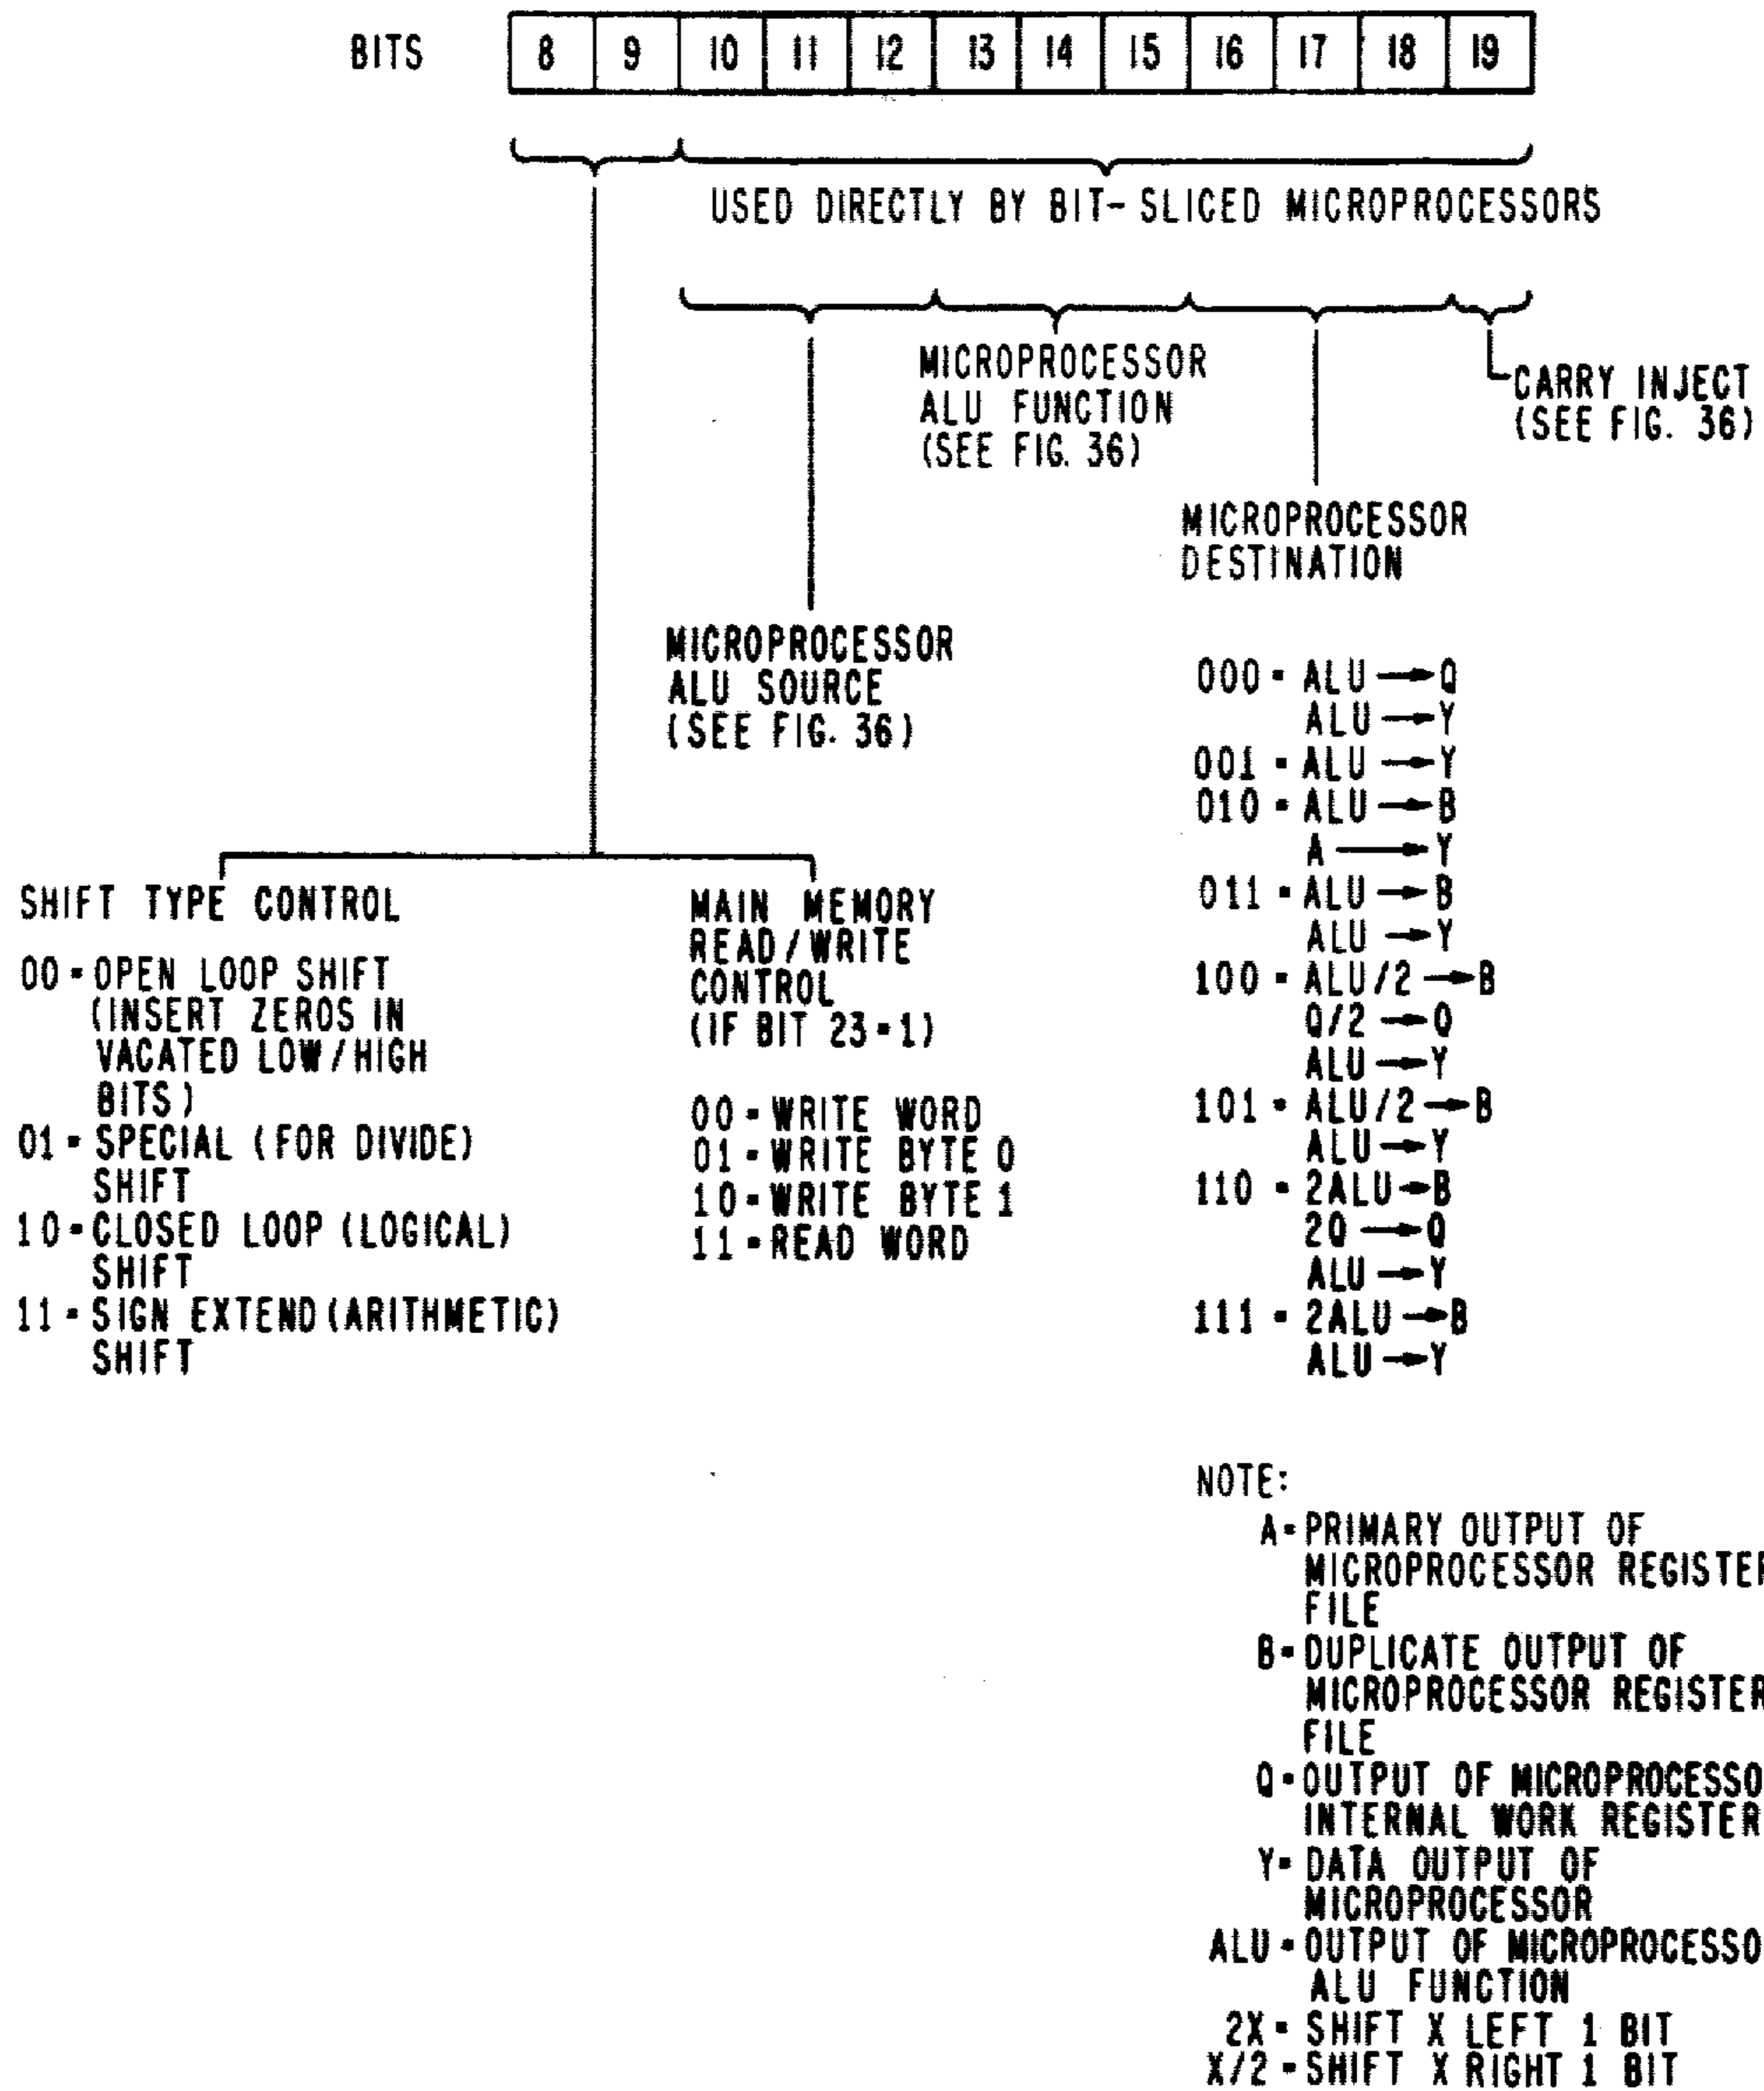 BITS 8 9 10 11 12 13 14 15 16 17 18 19
USED DIRECTLY BY BIT-SLICED MICROPROCESSORS
MICROPROCESSOR
ALU FUNCTION
(SEE FIG. 36)
CARRY INJECT
(SEE FIG. 36)
MICROPROCESSOR
DESTINATION
000 = ALU → Q
ALU → Y
001 = ALU → Y
010 = ALU → B
A → Y
011 = ALU → B
ALU → Y
100 = ALU/2 → B
Q/2 → Q
ALU → Y
101 = ALU/2 → B
ALU → Y
110 = 2ALU → B
2Q → Q
ALU → Y
111 = 2ALU → B
ALU → Y
MICROPROCESSOR
ALU SOURCE
(SEE FIG. 36)
SHIFT TYPE CONTROL
00 = OPEN LOOP SHIFT
(INSERT ZEROS IN
VACATED LOW/HIGH
BITS)
01 = SPECIAL (FOR DIVIDE)
SHIFT
10 = CLOSED LOOP (LOGICAL)
SHIFT
11 = SIGN EXTEND (ARITHMETIC)
SHIFT
MAIN MEMORY
READ/WRITE
CONTROL
(IF BIT 23=1)
00 = WRITE WORD
01 = WRITE BYTE 0
10 = WRITE BYTE 1
11 = READ WORD
NOTE:
A = PRIMARY OUTPUT OF
MICROPROCESSOR REGISTER
FILE
B = DUPLICATE OUTPUT OF
MICROPROCESSOR REGISTER
FILE
Q = OUTPUT OF MICROPROCESSO
INTERNAL WORK REGISTER
Y = DATA OUTPUT OF
MICROPROCESSOR
ALU = OUTPUT OF MICROPROCESSO
ALU FUNCTION
2X = SHIFT X LEFT 1 BIT
X/2 = SHIFT X RIGHT 1 BIT